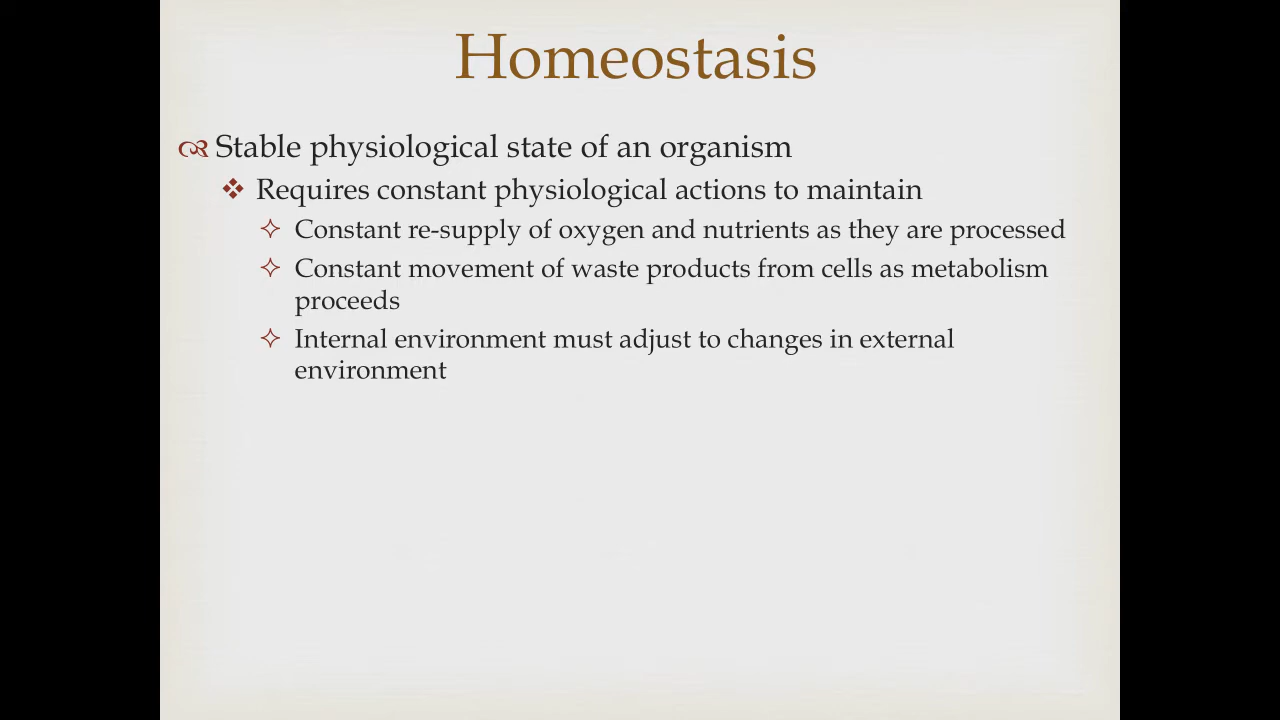 Homeostasis
Stable physiological state of an organism
Requires constant physiological actions to maintain
Constant re-supply of oxygen and nutrients as they are processed
Constant movement of waste products from cells as metabolism
proceeds
Internal environment must adjust to changes in external
environment